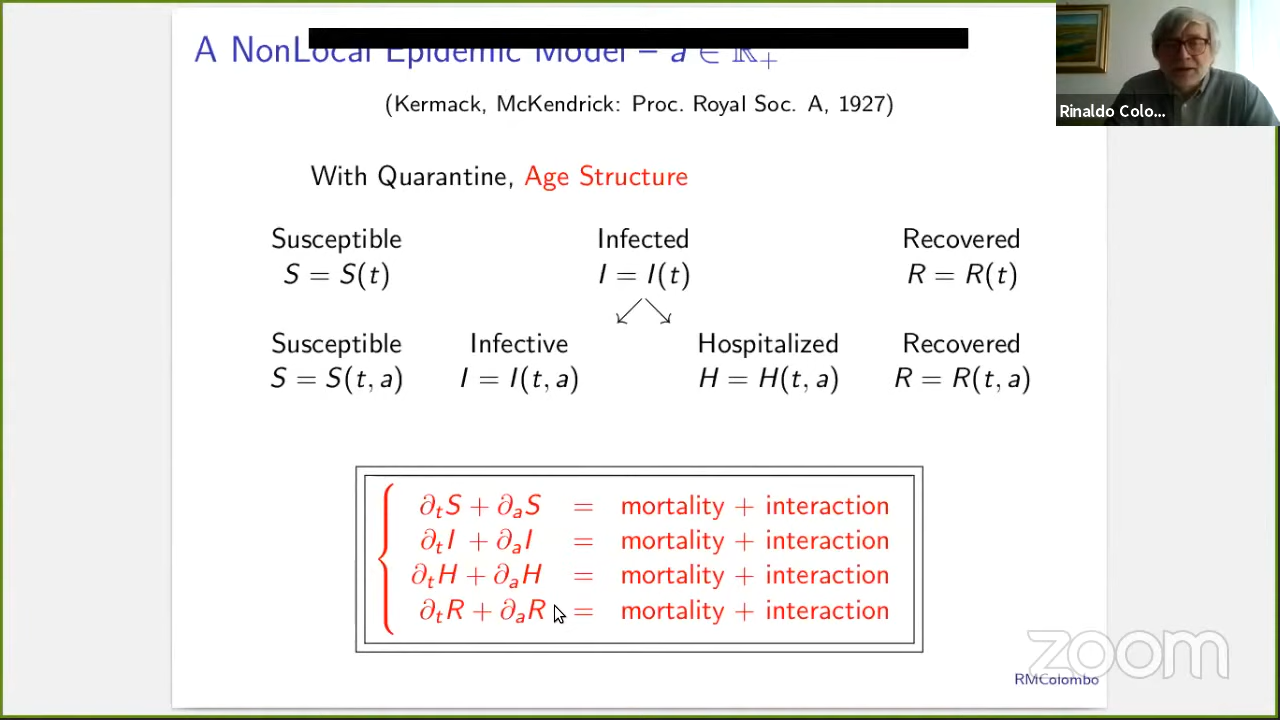 A NonLocal Epidemic Model – a ∈ ℝ₊
(Kermack, McKendrick: Proc. Royal Soc. A, 1927)
Rinaldo Colo...
With Quarantine, Age Structure
Susceptible Infected Recovered
S = S(t) I = I(t) R = R(t)
Susceptible Infective Hospitalized Recovered
S = S(t, a) I = I(t, a) H = H(t, a) R = R(t, a)
∂ₜS + ∂ₐS = mortality + interaction
∂ₜI + ∂ₐI = mortality + interaction
∂ₜH + ∂ₐH = mortality + interaction
∂ₜR + ∂ₐR = mortality + interaction
zoom
RMColombo